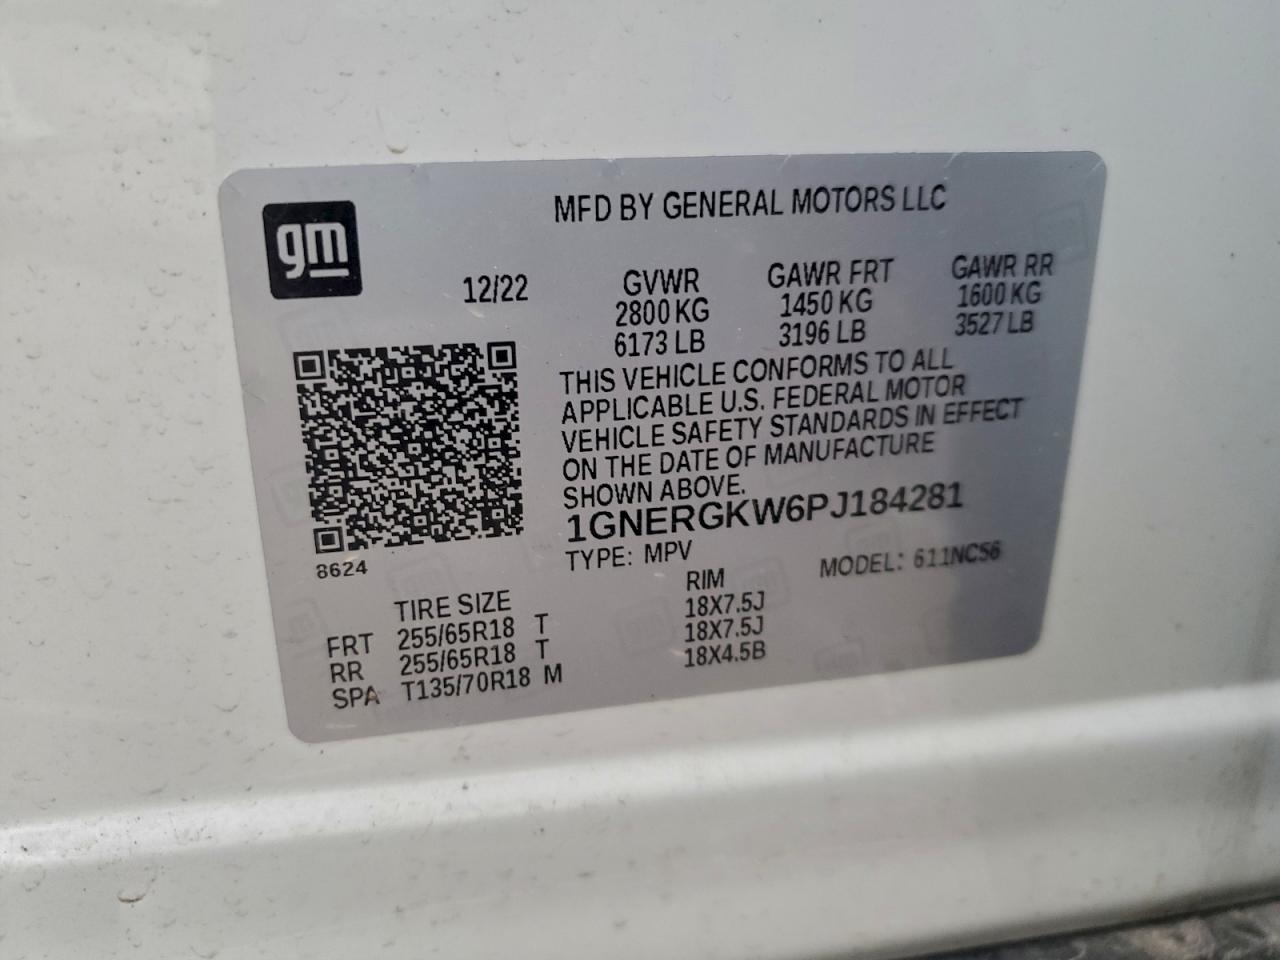 gm
MFD BY GENERAL MOTORS LLC
12/22 GVWR GAWR FRT GAWR RR
2800 KG 1450 KG 1600 KG
6173 LB 3196 LB 3527 LB
THIS VEHICLE CONFORMS TO ALL
APPLICABLE U.S. FEDERAL MOTOR
VEHICLE SAFETY STANDARDS IN EFFECT
ON THE DATE OF MANUFACTURE
SHOWN ABOVE.
1GNERGKW6PJ184281
8624 TYPE: MPV MODEL: 611NC56
TIRE SIZE RIM
FRT 255/65R18 T 18X7.5J
RR 255/65R18 T 18X7.5J
SPA T135/70R18 M 18X4.5B